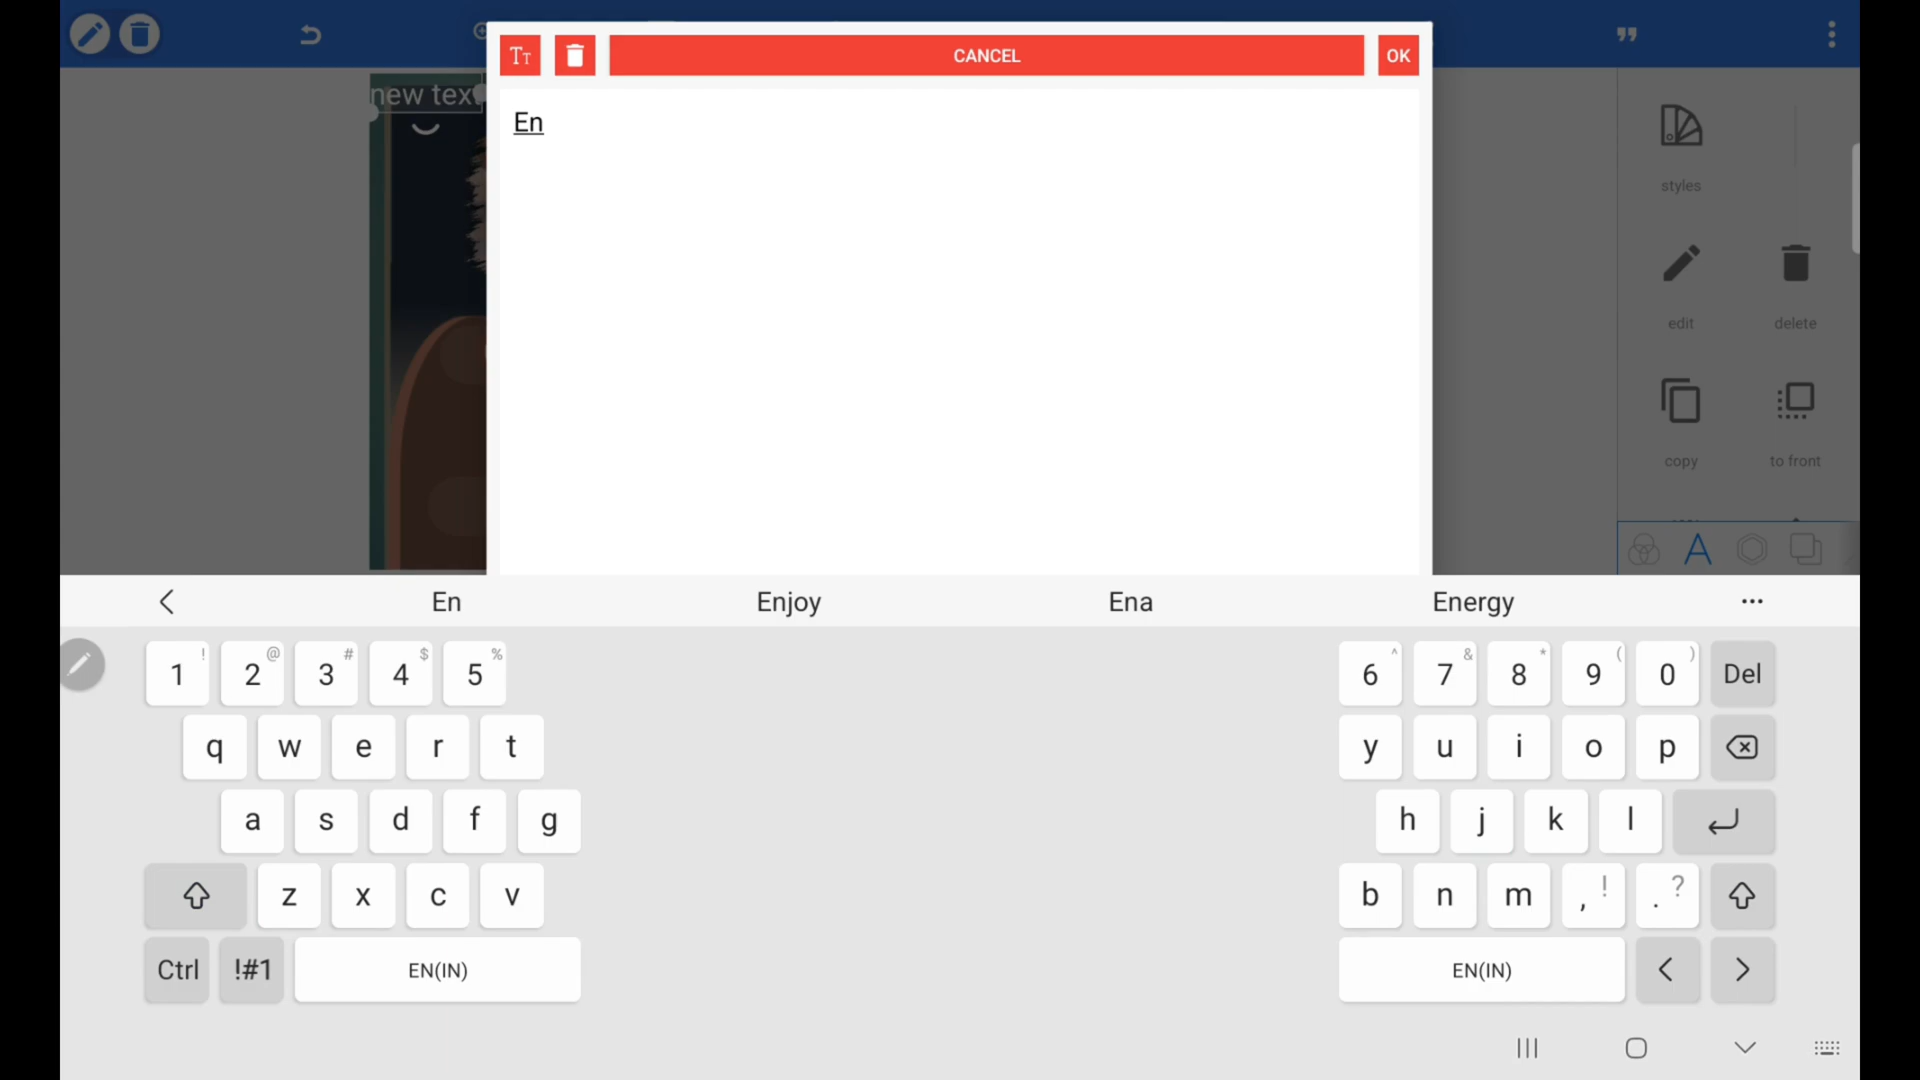 Tт CANCEL OK
new text
En
styles
edit delete
copy to front
A
En Enjoy Ena Energy ...
1 ! 2 @ 3 # 4 $ 5 % 6 ^ 7 & 8 * 9 ( 0 ) Del
q w e r t y u i o p
a s d f g h j k l
z x c v b n m , ! . ?
Ctrl !#1 EN(IN) EN(IN) < >